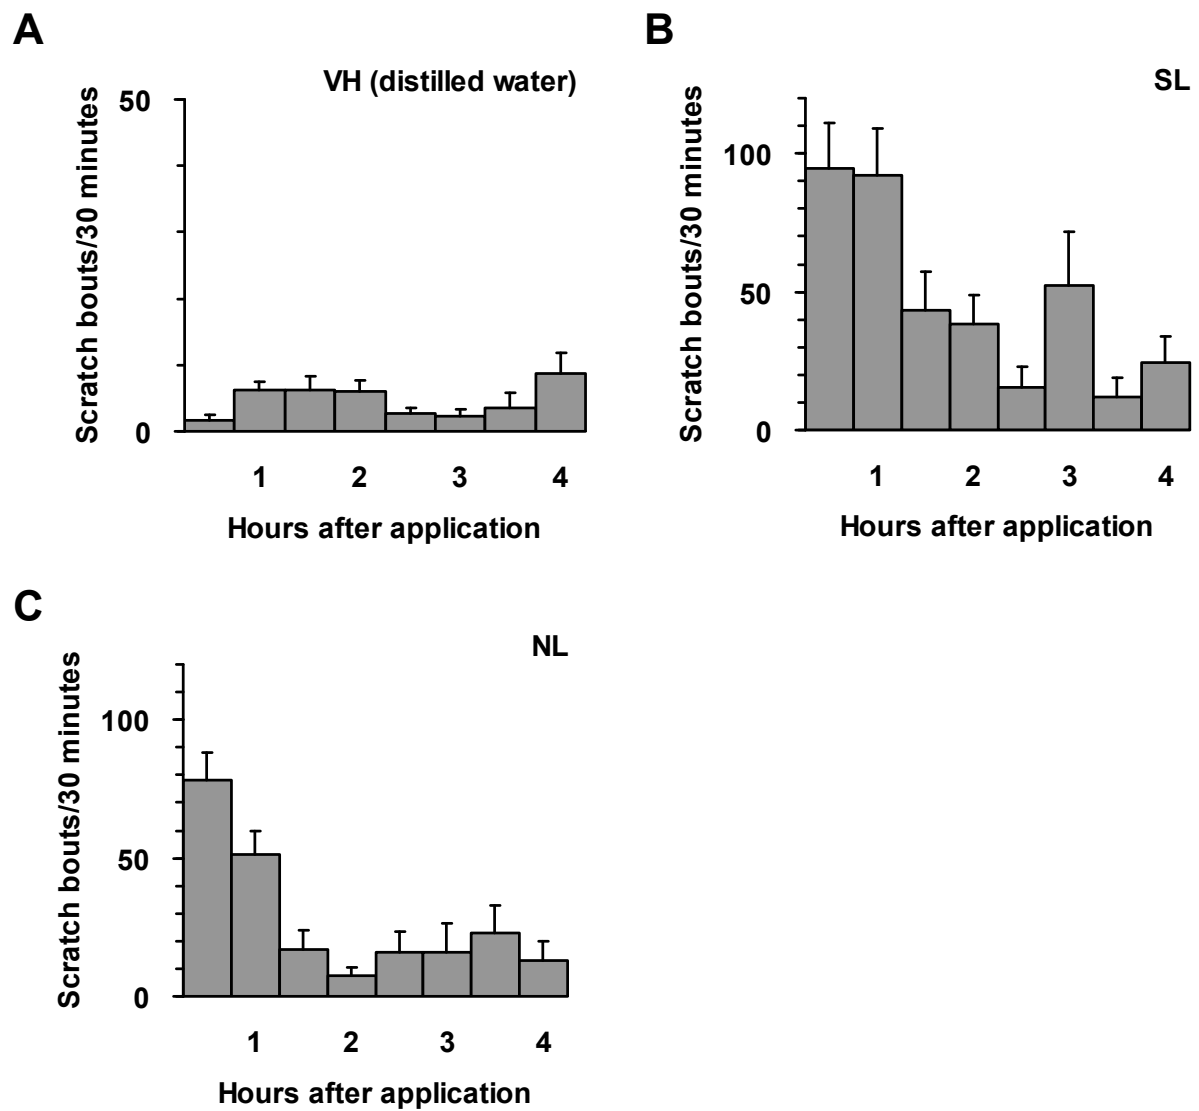 A
VH (distilled water)
Scratch bouts/30 minutes
50
0
1 2 3 4
Hours after application
B
SL
Scratch bouts/30 minutes
100
50
0
1 2 3 4
Hours after application
C
NL
Scratch bouts/30 minutes
100
50
0
1 2 3 4
Hours after application